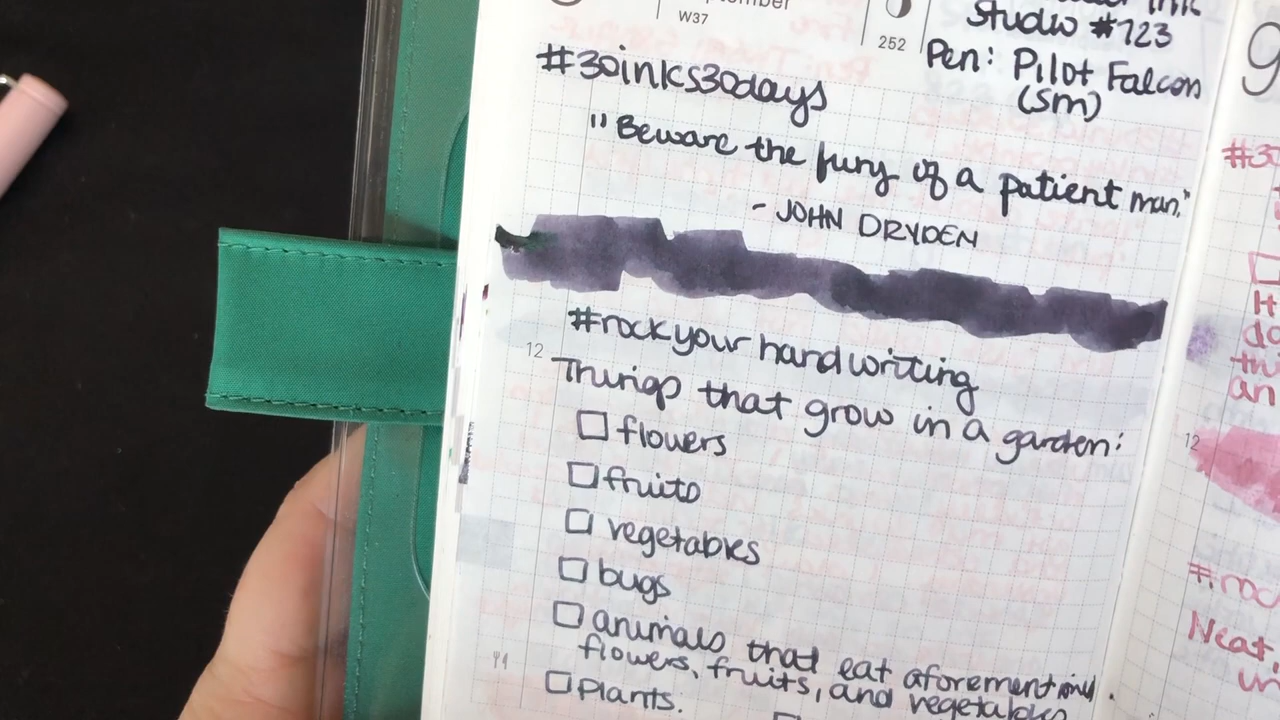 W37
252
Studio #723
Pen: Pilot Falcon
(SM)
#30inks30days
"Beware the fury of a patient man."
- JOHN DRYDEN
#rockyourhandwriting
12
Things that grow in a garden:
flowers
fruits
vegetables
bugs
animals that eat aforementioned
flowers, fruits, and vegetables.
Plants.
12
Neat,